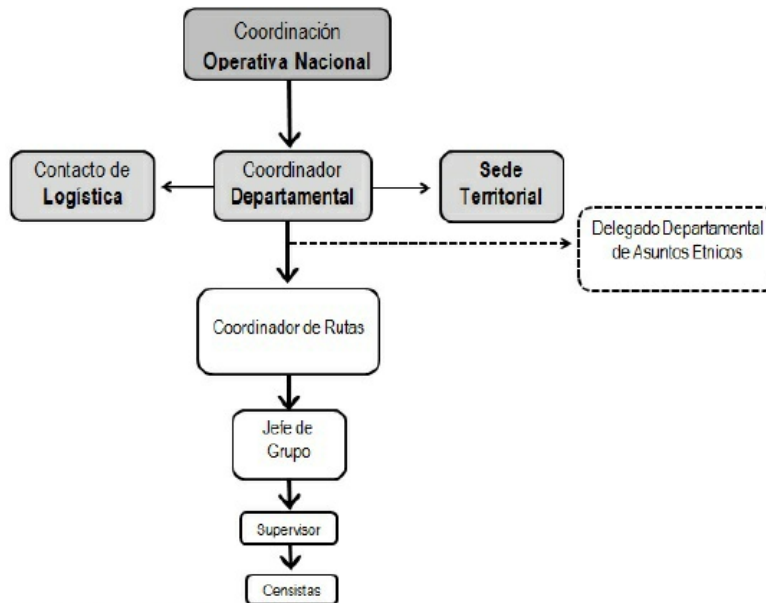 Coordinación
Operativa Nacional
Contacto de
Logística
Coordinador
Departamental
Sede
Territorial
Delegado Departamental
de Asuntos Etnicos
Coordinador de Rutas
Jefe de
Grupo
Supervisor
Censistas